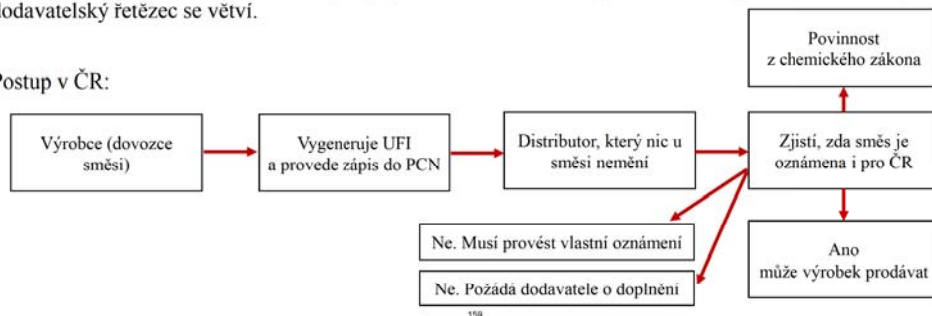 dodavatelský řetězec se větví.
Postup v ČR:
Povinnost
z chemického zákona
Výrobce (dovozce
směsi)
Vygeneruje UFI
a provede zápis do PCN
Distributor, který nic u
směsi nemění
Zjistí, zda směs je
oznámena i pro ČR
Ne. Musí provést vlastní oznámení
Ne. Požádá dodavatele o doplnění
Ano
může výrobek prodávat
159